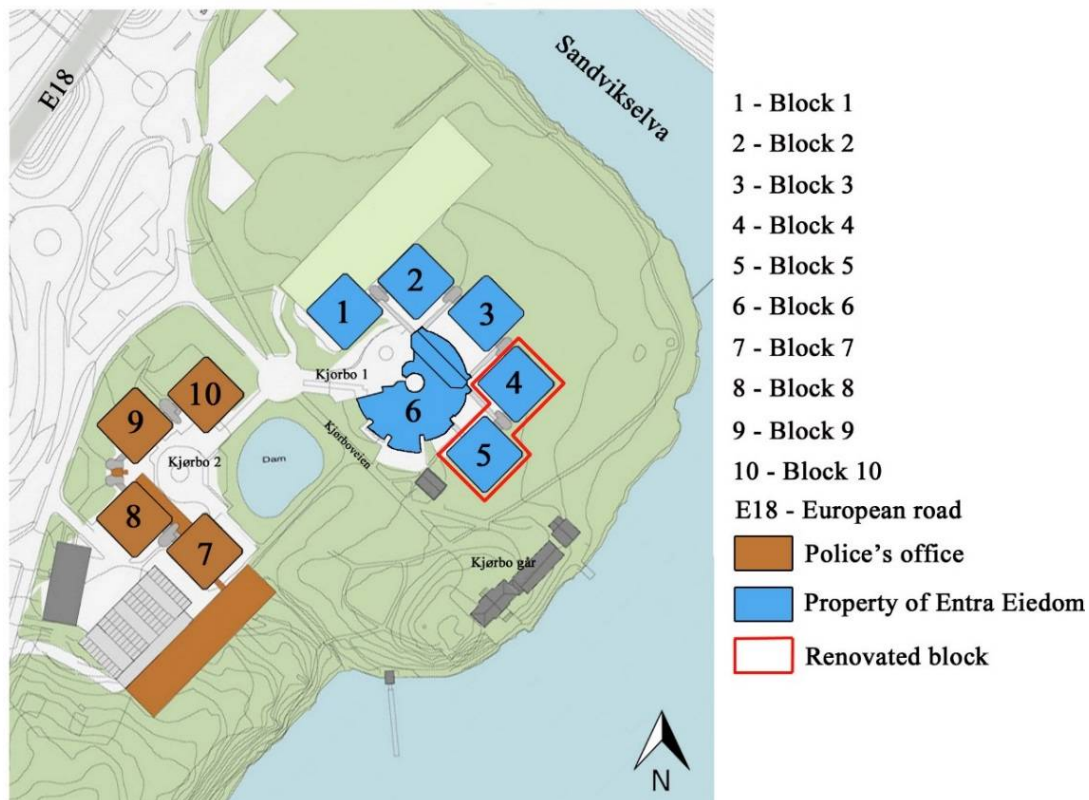 E18
Sandvikselva
1
2
3
4
5
6
Kjorbo 1
Kjørboveien
10
9
Kjørbo 2
Dam
8
7
Kjørbo går
N
1 - Block 1
2 - Block 2
3 - Block 3
4 - Block 4
5 - Block 5
6 - Block 6
7 - Block 7
8 - Block 8
9 - Block 9
10 - Block 10
E18 - European road
Police's office
Property of Entra Eiedom
Renovated block